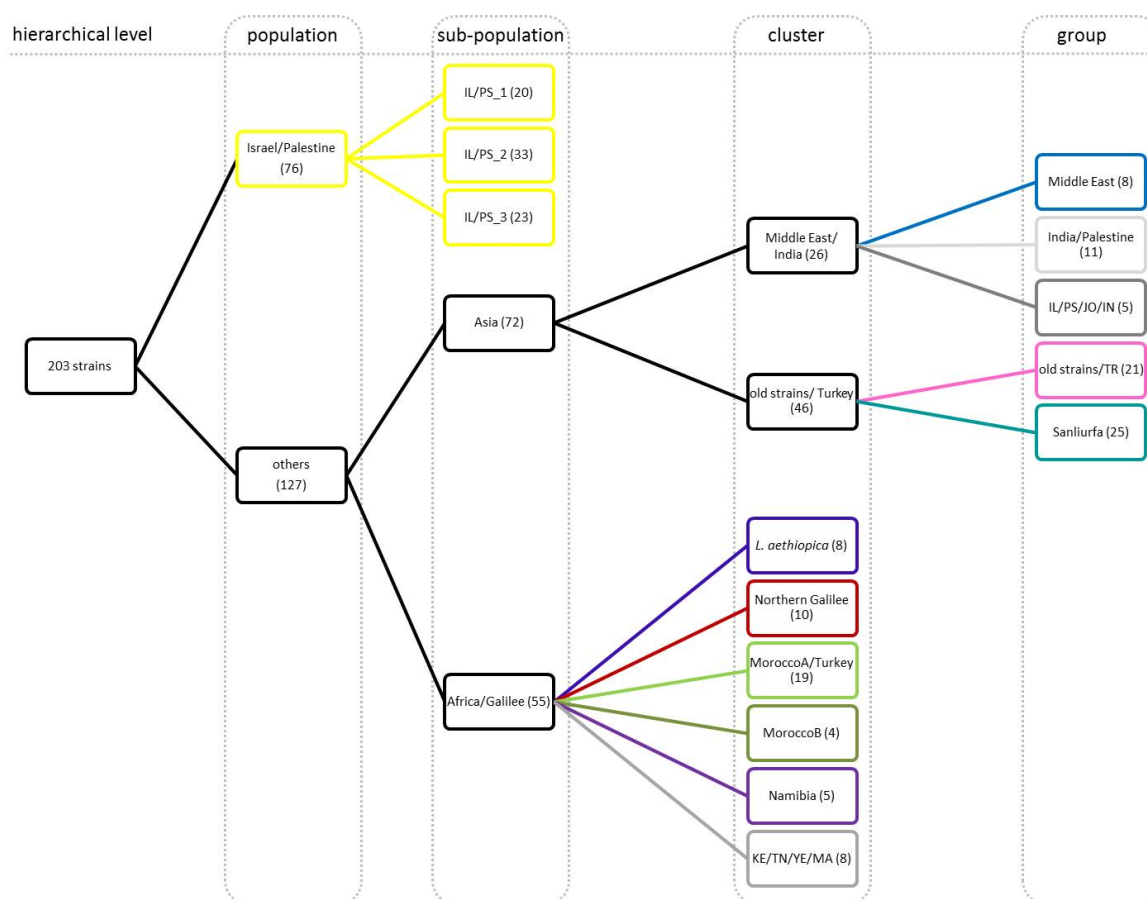 hierarchical level
population
sub-population
cluster
group
IL/PS_1 (20)
Israel/Palestine
(76)
IL/PS_2 (33)
IL/PS_3 (23)
Middle East (8)
Middle East/
India (26)
India/Palestine
(11)
IL/PS/JO/IN (5)
Asia (72)
203 strains
old strains/ Turkey
(46)
old strains/TR (21)
Sanliurfa (25)
others
(127)
L. aethiopica (8)
Northern Galilee
(10)
MoroccoA/Turkey
(19)
Africa/Galilee (55)
MoroccoB (4)
Namibia (5)
KE/TN/YE/MA (8)